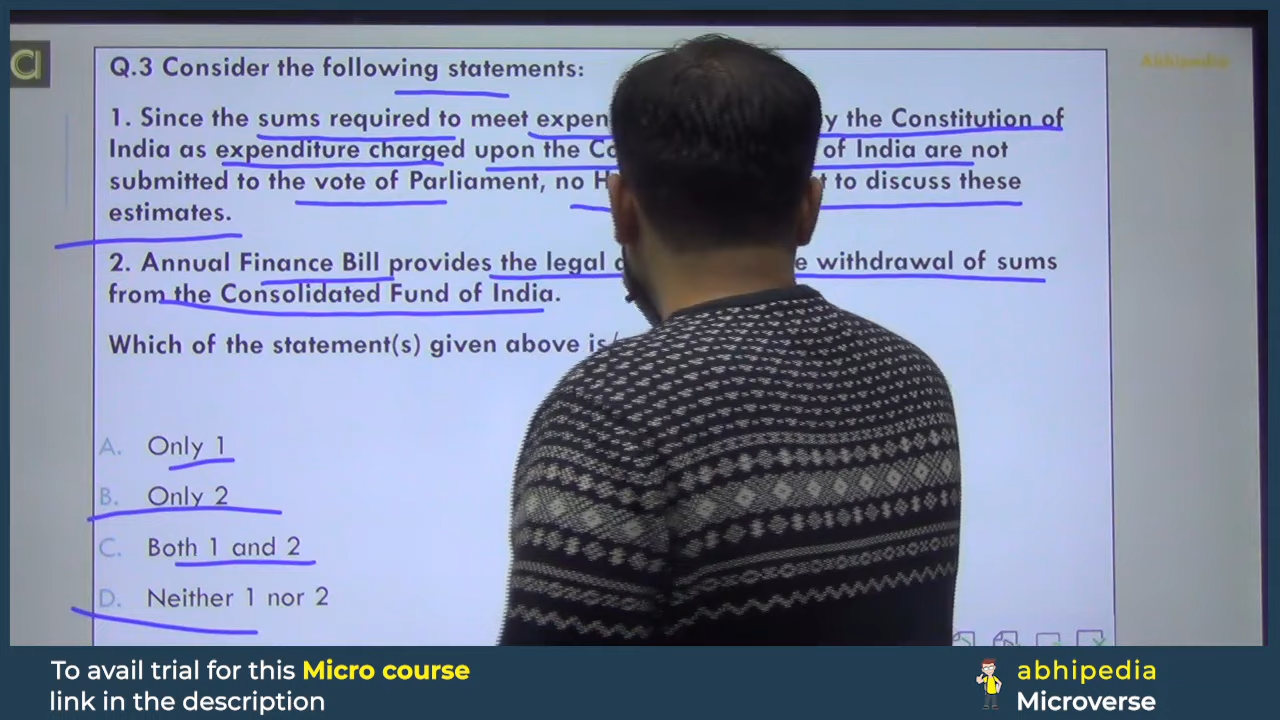 Q.3 Consider the following statements:
Abhipedia
1. Since the sums required to meet expen y the Constitution of
India as expenditure charged upon the Co of India are not
submitted to the vote of Parliament, no H t to discuss these
estimates.
2. Annual Finance Bill provides the legal e withdrawal of sums
from the Consolidated Fund of India.
Which of the statement(s) given above is/
A. Only 1
B. Only 2
C. Both 1 and 2
D. Neither 1 nor 2
To avail trial for this Micro course
link in the description
abhipedia
Microverse